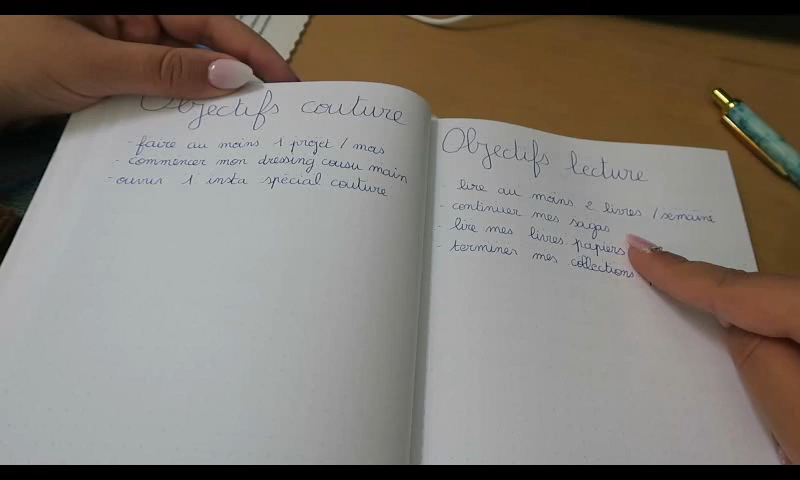 Objectifs couture
- faire au moins 1 projet / mois
- commencer mon dressing cousu main
- ouvrir 1 insta spécial couture
Objectifs lecture
- lire au moins 2 livres / semaine
- continuer mes sagas
- lire mes livres papiers
- terminer mes collections